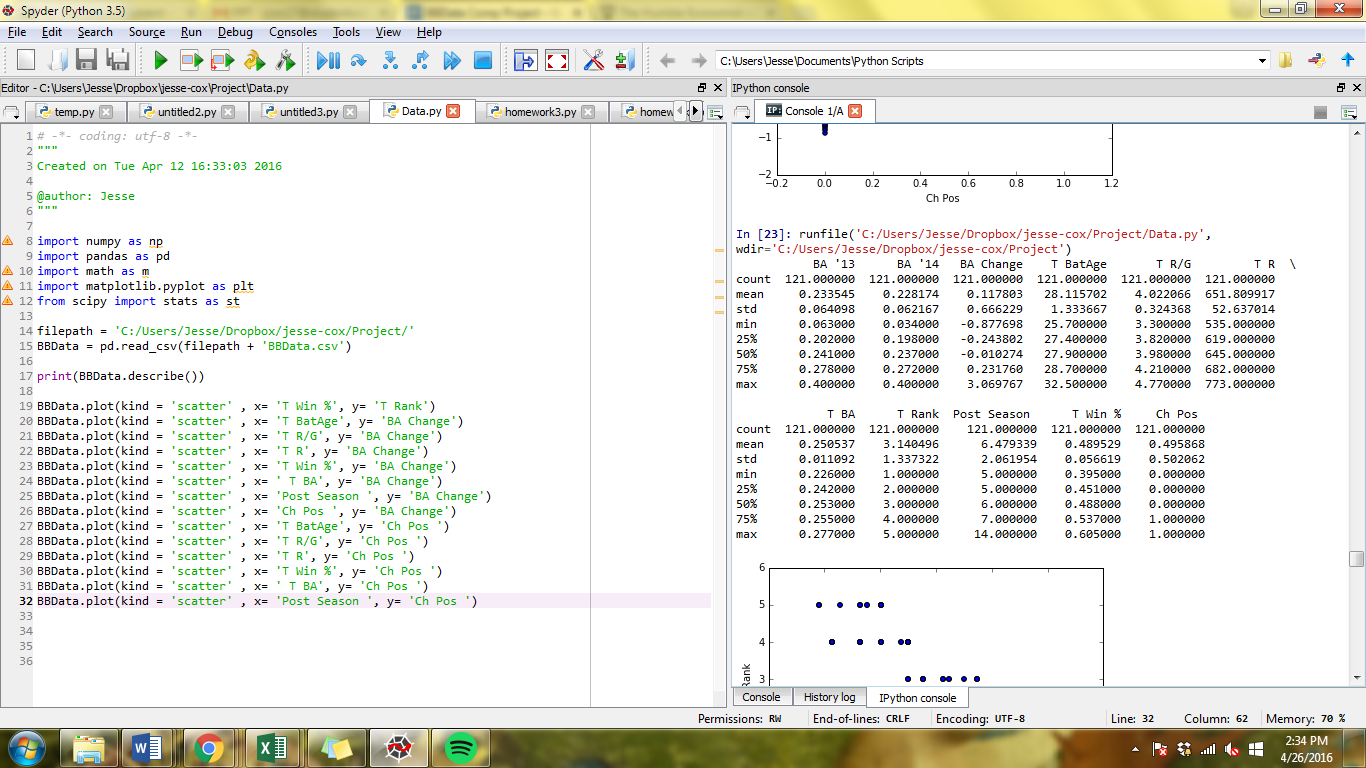 Spyder (Python 3.5)
File Edit Search Source Run Debug Consoles Tools View Help
C:\Users\Jesse\Documents\Python Scripts
Editor - C:\Users\Jesse\Dropbox\jesse-cox\Project\Data.py
temp.py untitled2.py untitled3.py Data.py homework3.py homew
1 # -*- coding: utf-8 -*-
2 """
3 Created on Tue Apr 12 16:33:03 2016
4
5 @author: Jesse
6 """
7
8 import numpy as np
9 import pandas as pd
10 import math as m
11 import matplotlib.pyplot as plt
12 from scipy import stats as st
13
14 filepath = 'C:/Users/Jesse/Dropbox/jesse-cox/Project/'
15 BBData = pd.read_csv(filepath + 'BBData.csv')
16
17 print(BBData.describe())
18
19 BBData.plot(kind = 'scatter' , x= 'T Win %', y= 'T Rank')
20 BBData.plot(kind = 'scatter' , x= 'T BatAge', y= 'BA Change')
21 BBData.plot(kind = 'scatter' , x= 'T R/G', y= 'BA Change')
22 BBData.plot(kind = 'scatter' , x= 'T R', y= 'BA Change')
23 BBData.plot(kind = 'scatter' , x= 'T Win %', y= 'BA Change')
24 BBData.plot(kind = 'scatter' , x= ' T BA', y= 'BA Change')
25 BBData.plot(kind = 'scatter' , x= 'Post Season ', y= 'BA Change')
26 BBData.plot(kind = 'scatter' , x= 'Ch Pos ', y= 'BA Change')
27 BBData.plot(kind = 'scatter' , x= 'T BatAge', y= 'Ch Pos ')
28 BBData.plot(kind = 'scatter' , x= 'T R/G', y= 'Ch Pos ')
29 BBData.plot(kind = 'scatter' , x= 'T R', y= 'Ch Pos ')
30 BBData.plot(kind = 'scatter' , x= 'T Win %', y= 'Ch Pos ')
31 BBData.plot(kind = 'scatter' , x= ' T BA', y= 'Ch Pos ')
32 BBData.plot(kind = 'scatter' , x= 'Post Season ', y= 'Ch Pos ')
33
34
35
36
IPython console
IP: Console 1/A
−1
−2
−0.2 0.0 0.2 0.4 0.6 0.8 1.0 1.2
Ch Pos
In [23]: runfile('C:/Users/Jesse/Dropbox/jesse-cox/Project/Data.py',
wdir='C:/Users/Jesse/Dropbox/jesse-cox/Project')
BA '13 BA '14 BA Change T BatAge T R/G T R \
count 121.000000 121.000000 121.000000 121.000000 121.000000 121.000000
mean 0.233545 0.228174 0.117803 28.115702 4.022066 651.809917
std 0.064098 0.062167 0.666229 1.333667 0.324368 52.637014
min 0.063000 0.034000 -0.877698 25.700000 3.300000 535.000000
25% 0.202000 0.198000 -0.243802 27.400000 3.820000 619.000000
50% 0.241000 0.237000 -0.010274 27.900000 3.980000 645.000000
75% 0.278000 0.272000 0.231760 28.700000 4.210000 682.000000
max 0.400000 0.400000 3.069767 32.500000 4.770000 773.000000
T BA T Rank Post Season T Win % Ch Pos
count 121.000000 121.000000 121.000000 121.000000 121.000000
mean 0.250537 3.140496 6.479339 0.489529 0.495868
std 0.011092 1.337322 2.061954 0.056619 0.502062
min 0.226000 1.000000 5.000000 0.395000 0.000000
25% 0.242000 2.000000 5.000000 0.451000 0.000000
50% 0.253000 3.000000 6.000000 0.488000 0.000000
75% 0.255000 4.000000 7.000000 0.537000 1.000000
max 0.277000 5.000000 14.000000 0.605000 1.000000
6
5
4
3
Rank
Console History log IPython console
Permissions: RW End-of-lines: CRLF Encoding: UTF-8 Line: 32 Column: 62 Memory: 70 %
2:34 PM
4/26/2016